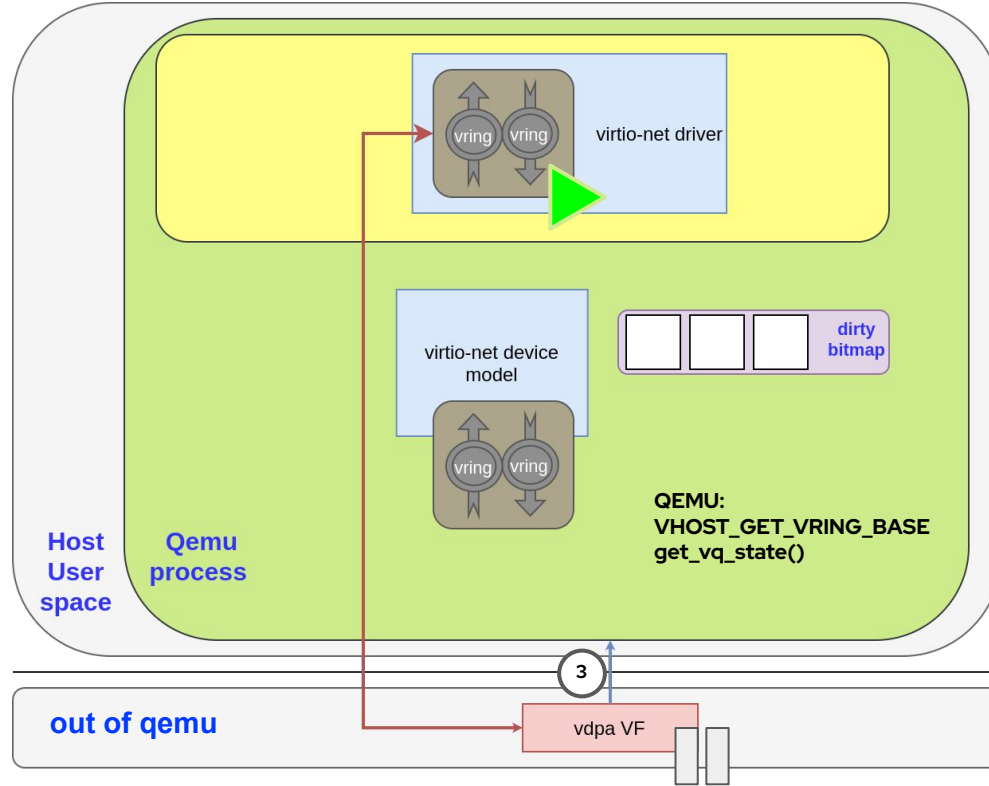 vring
vring
virtio-net driver
virtio-net device
model
dirty
bitmap
vring
vring
QEMU:
VHOST_GET_VRING_BASE
get_vq_state()
Host
User
space
Qemu
process
3
out of qemu
vdpa VF